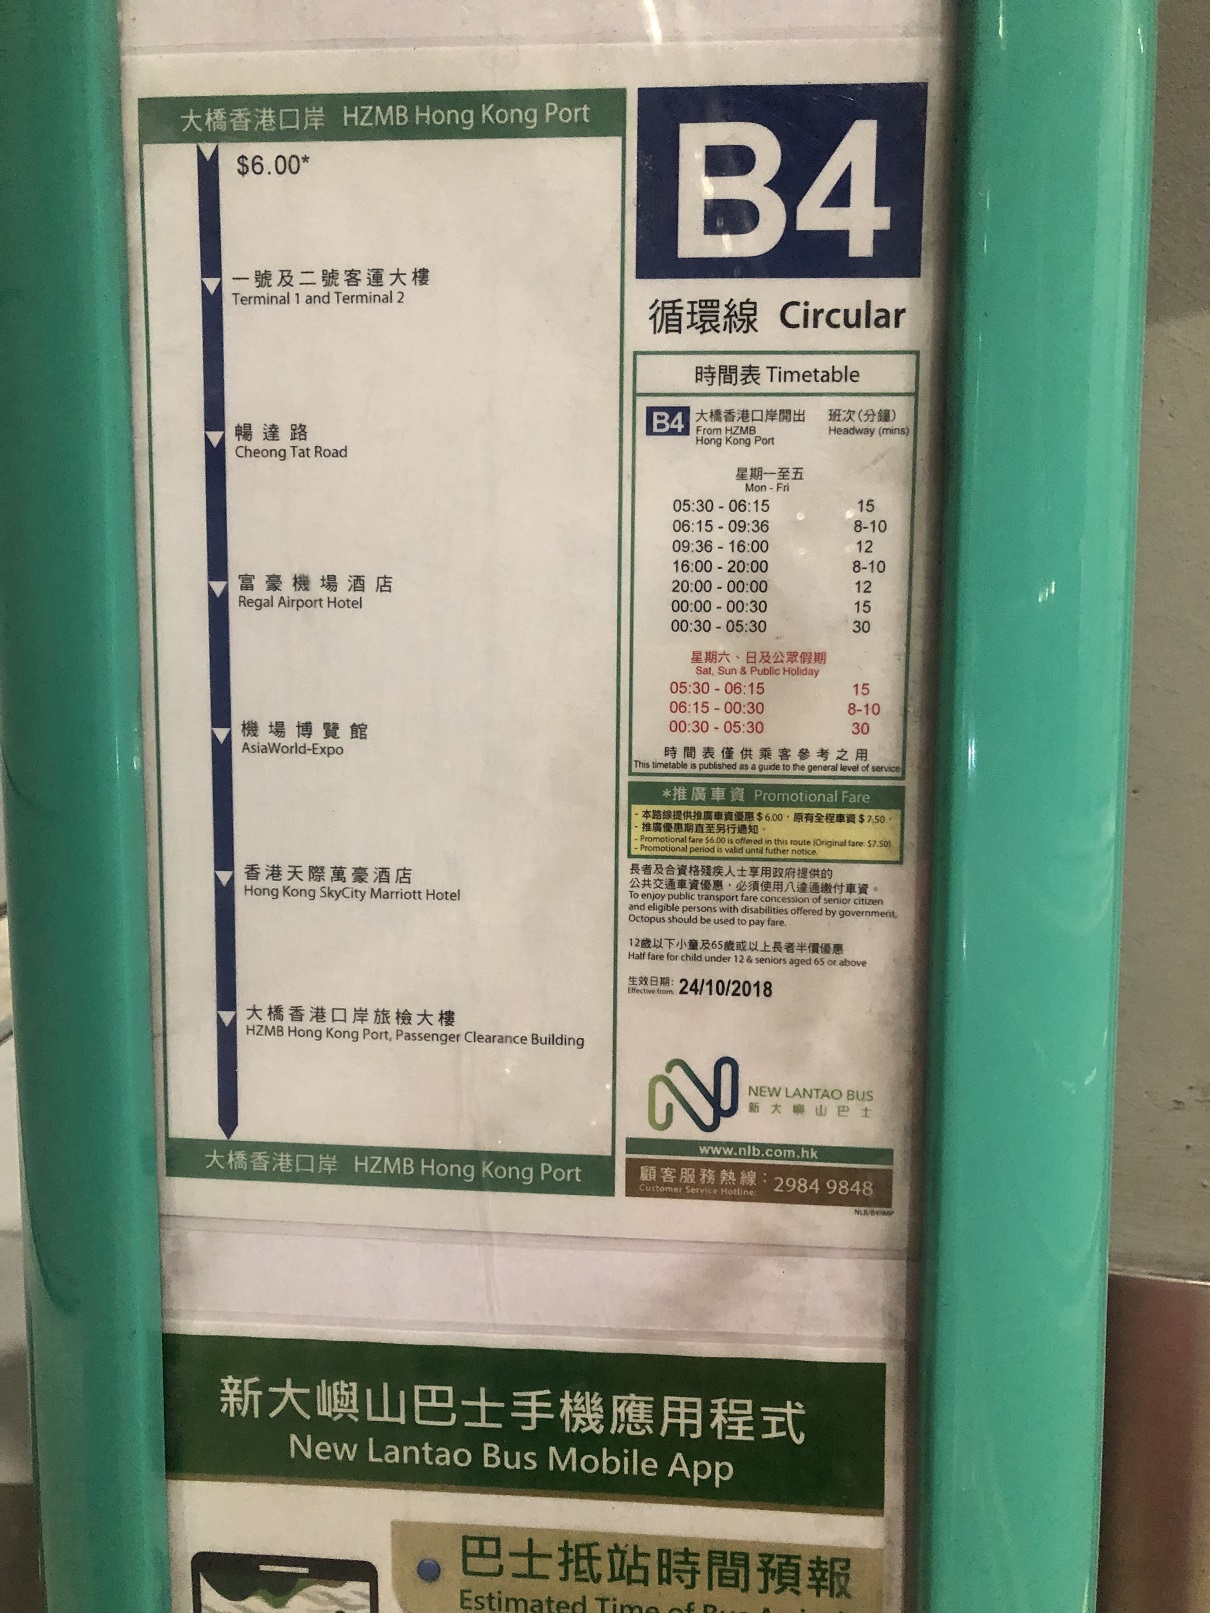 大橋香港口岸 HZMB Hong Kong Port
$6.00*
一號及二號客運大樓
Terminal 1 and Terminal 2
暢達路
Cheong Tat Road
富豪機場酒店
Regal Airport Hotel
機場博覽館
AsiaWorld-Expo
香港天際萬豪酒店
Hong Kong SkyCity Marriott Hotel
大橋香港口岸旅檢大樓
HZMB Hong Kong Port, Passenger Clearance Building
大橋香港口岸 HZMB Hong Kong Port
B4
循環線 Circular
時間表 Timetable
B4 大橋香港口岸開出 班次(分鐘)
From HZMB Headway (mins)
Hong Kong Port
星期一至五
Mon - Fri
05:30 - 06:15 15
06:15 - 09:36 8-10
09:36 - 16:00 12
16:00 - 20:00 8-10
20:00 - 00:00 12
00:00 - 00:30 15
00:30 - 05:30 30
星期六、日及公眾假期
Sat, Sun & Public Holiday
05:30 - 06:15 15
06:15 - 00:30 8-10
00:30 - 05:30 30
時間表僅供乘客參考之用
This timetable is published as a guide to the general level of service
*推廣車資 Promotional Fare
- 本路線提供推廣車資優惠 $6.00，原有全程車資 $7.50。
- 推廣優惠期直至另行通知。
- Promotional fare $6.00 is offered in this route (Original fare: $7.50).
- Promotional period is valid until futher notice.
長者及合資格殘疾人士享用政府提供的
公共交通車資優惠，必須使用八達通繳付車資。
To enjoy public transport fare concession of senior citizen
and eligible persons with disabilities offered by government,
Octopus should be used to pay fare.
12歲以下小童及65歲或以上長者半價優惠
Half fare for child under 12 & seniors aged 65 or above
生效日期: 24/10/2018
Effective from:
NEW LANTAO BUS
新大嶼山巴士
www.nlb.com.hk
顧客服務熱線： 2984 9848
Customer Service Hotline:
新大嶼山巴士手機應用程式
New Lantao Bus Mobile App
巴士抵站時間預報
Estimated Time of Bus